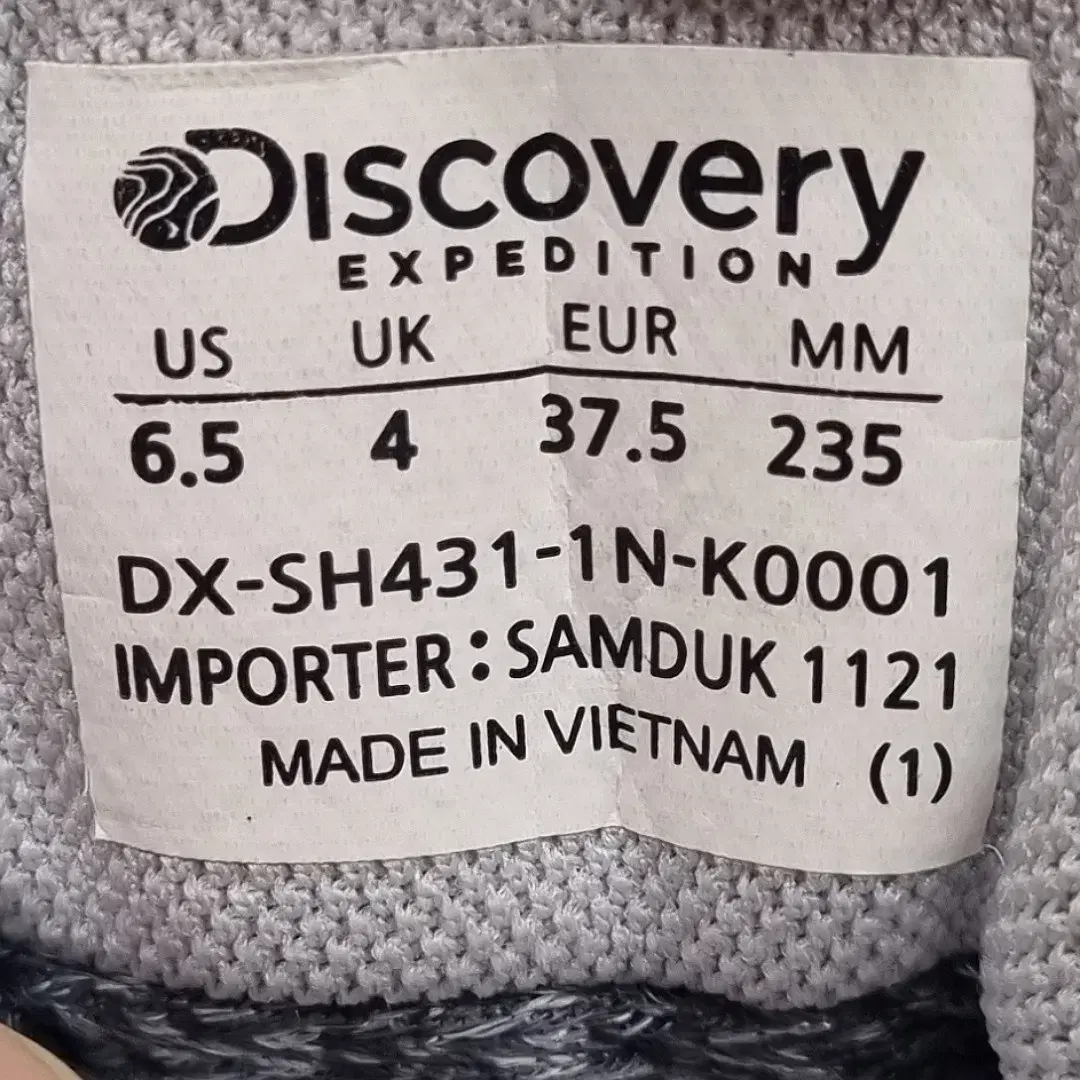 Discovery
EXPEDITION
US UK EUR MM
6.5 4 37.5 235
DX-SH431-1N-K0001
IMPORTER : SAMDUK 1121
MADE IN VIETNAM (1)